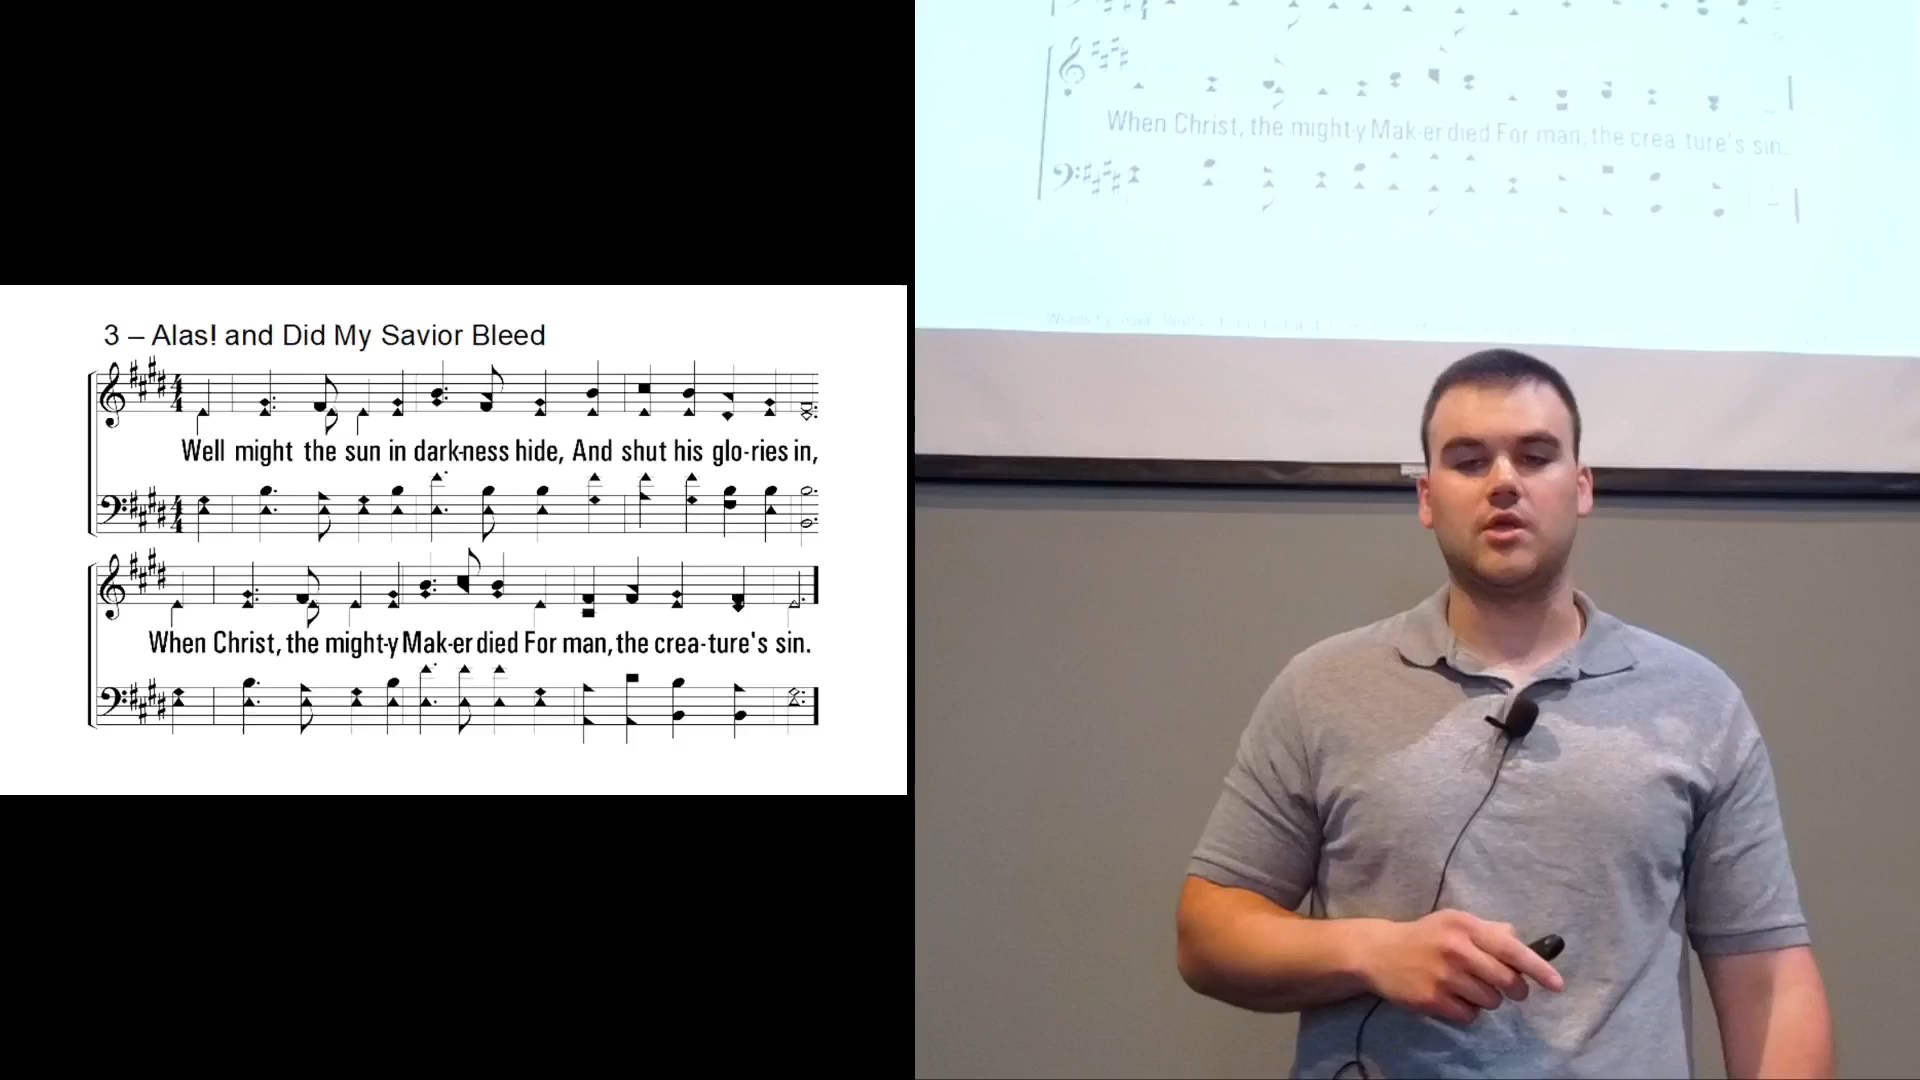 3 – Alas! and Did My Savior Bleed
Well might the sun in dark-ness hide, And shut his glo-ries in,
When Christ, the might-y Mak-er died For man, the crea-ture's sin.
When Christ, the might-y Mak-er died For man, the crea ture's sin.